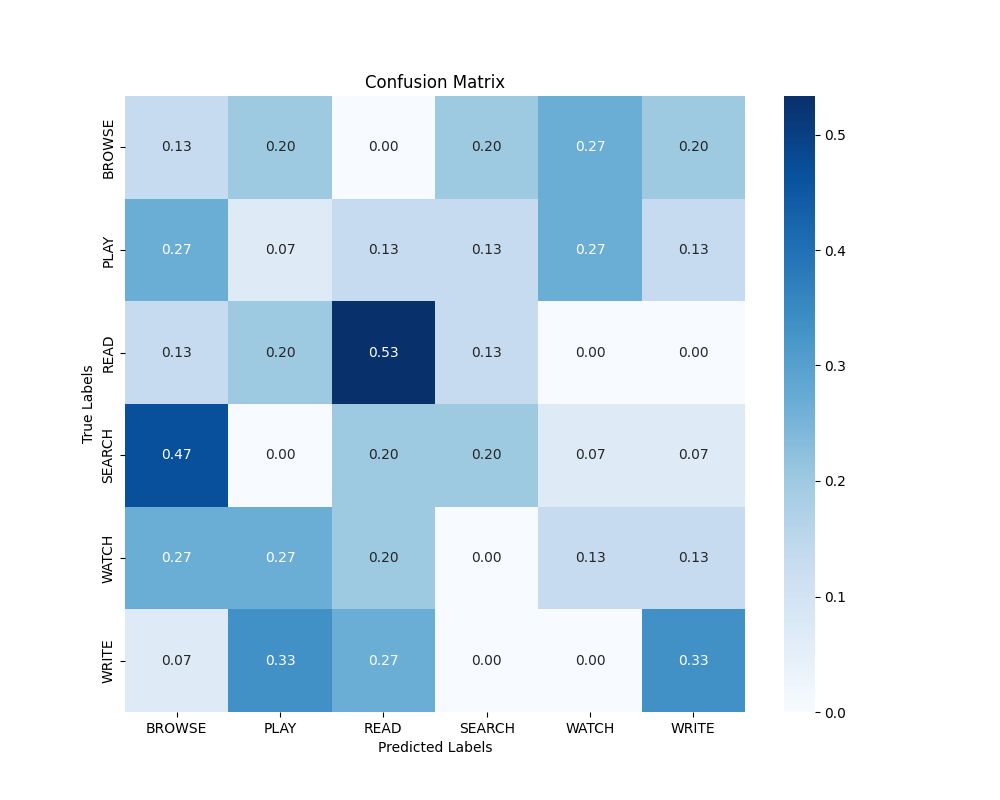 Confusion Matrix
True Labels
BROWSE 0.13 0.20 0.00 0.20 0.27 0.20
PLAY 0.27 0.07 0.13 0.13 0.27 0.13
READ 0.13 0.20 0.53 0.13 0.00 0.00
SEARCH 0.47 0.00 0.20 0.20 0.07 0.07
WATCH 0.27 0.27 0.20 0.00 0.13 0.13
WRITE 0.07 0.33 0.27 0.00 0.00 0.33
BROWSE PLAY READ SEARCH WATCH WRITE
Predicted Labels
0.5
0.4
0.3
0.2
0.1
0.0